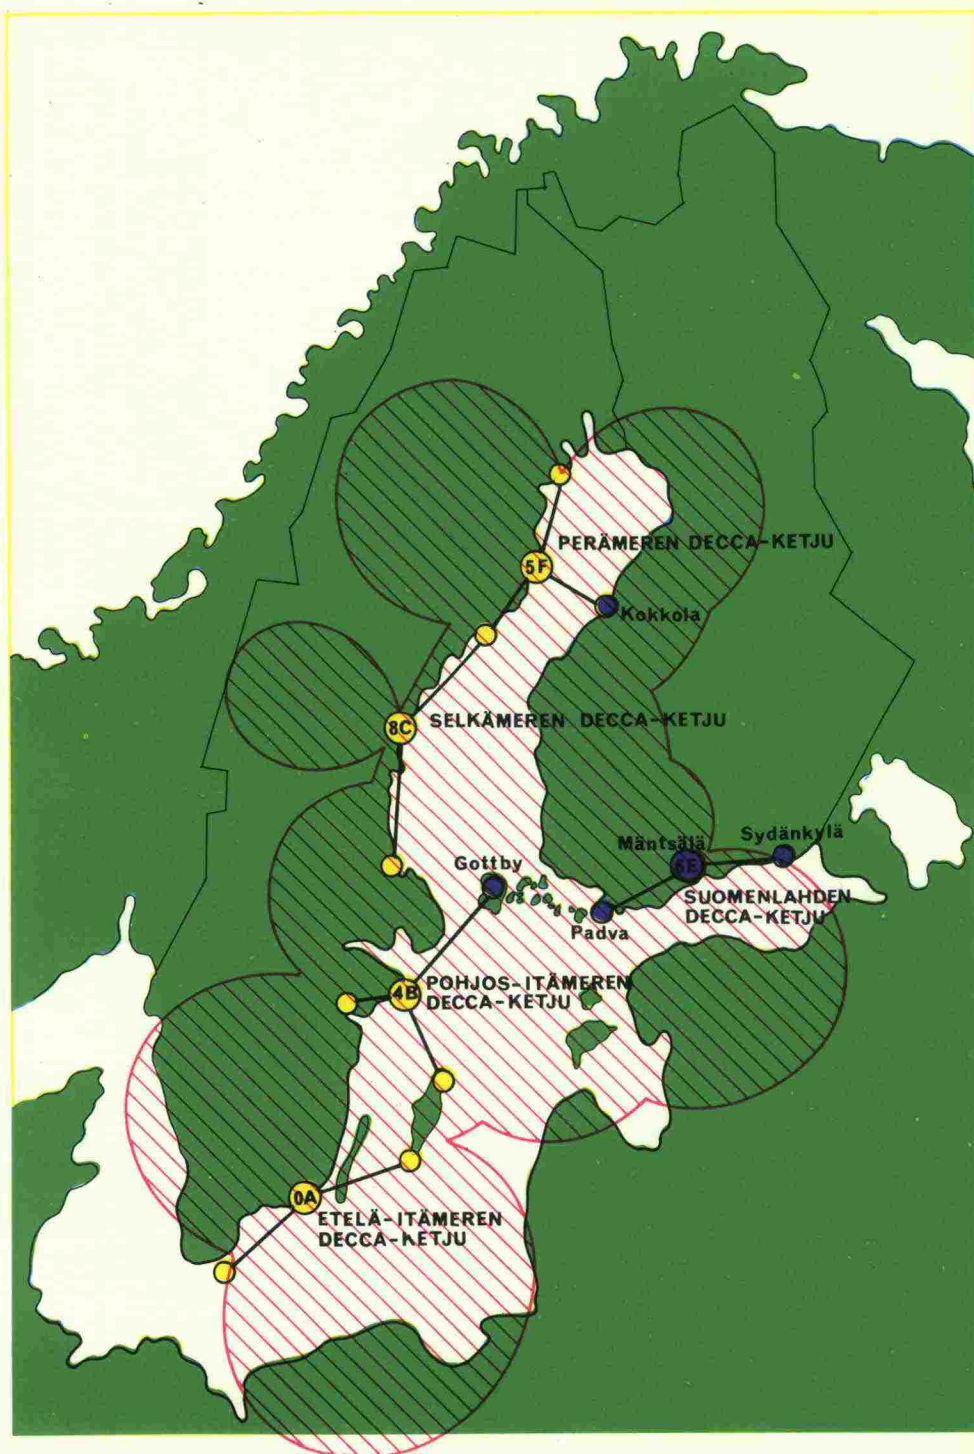 5F
PERÄMEREN DECCA-KETJU
Kokkola
8C
SELKÄMEREN DECCA-KETJU
Mäntsälä
Sydänkylä
Gottby
6E
SUOMENLAHDEN
DECCA-KETJU
Padva
4B
POHJOS-ITÄMEREN
DECCA-KETJU
0A
ETELÄ-ITÄMEREN
DECCA-KETJU